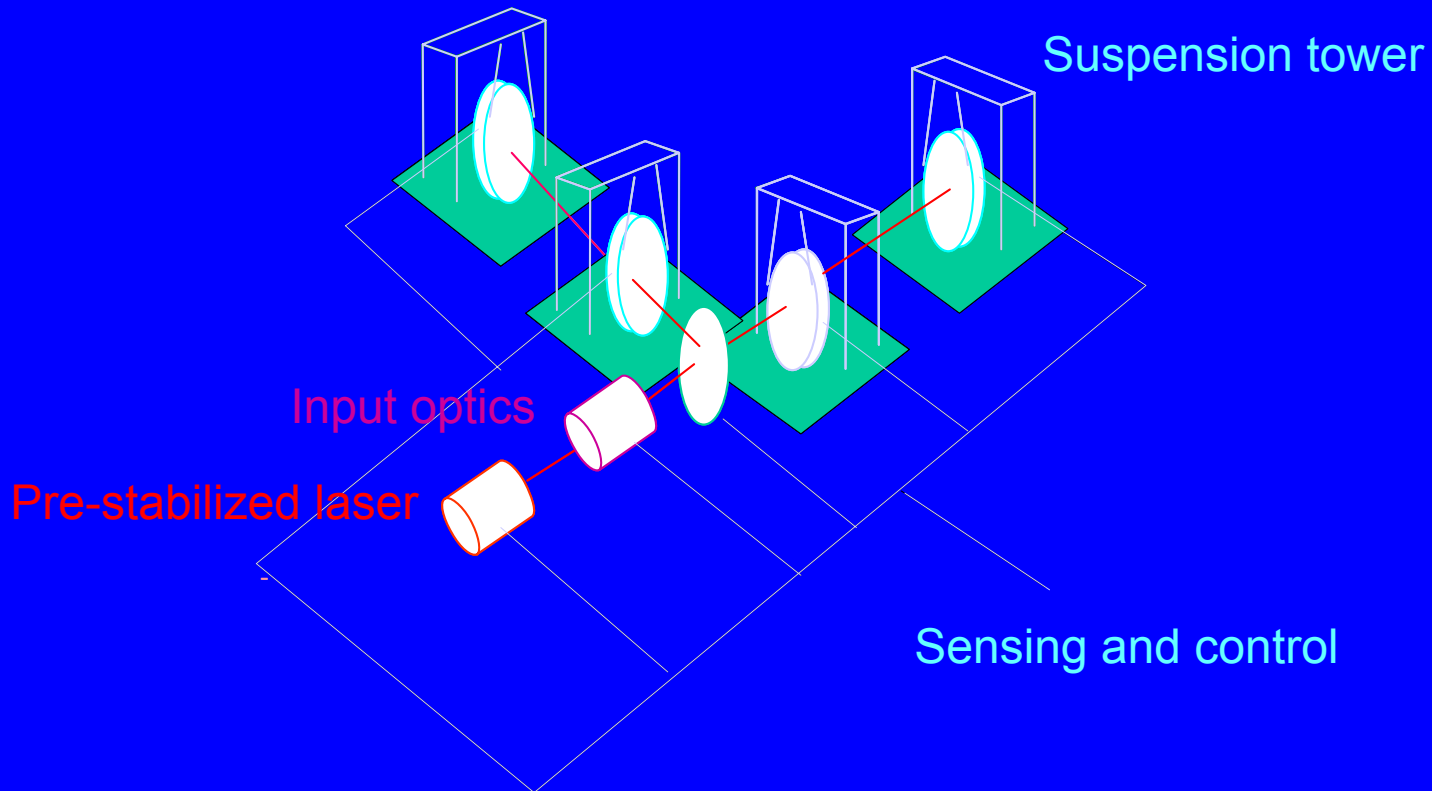 Suspension tower
Input optics
Pre-stabilized laser
-
Sensing and control